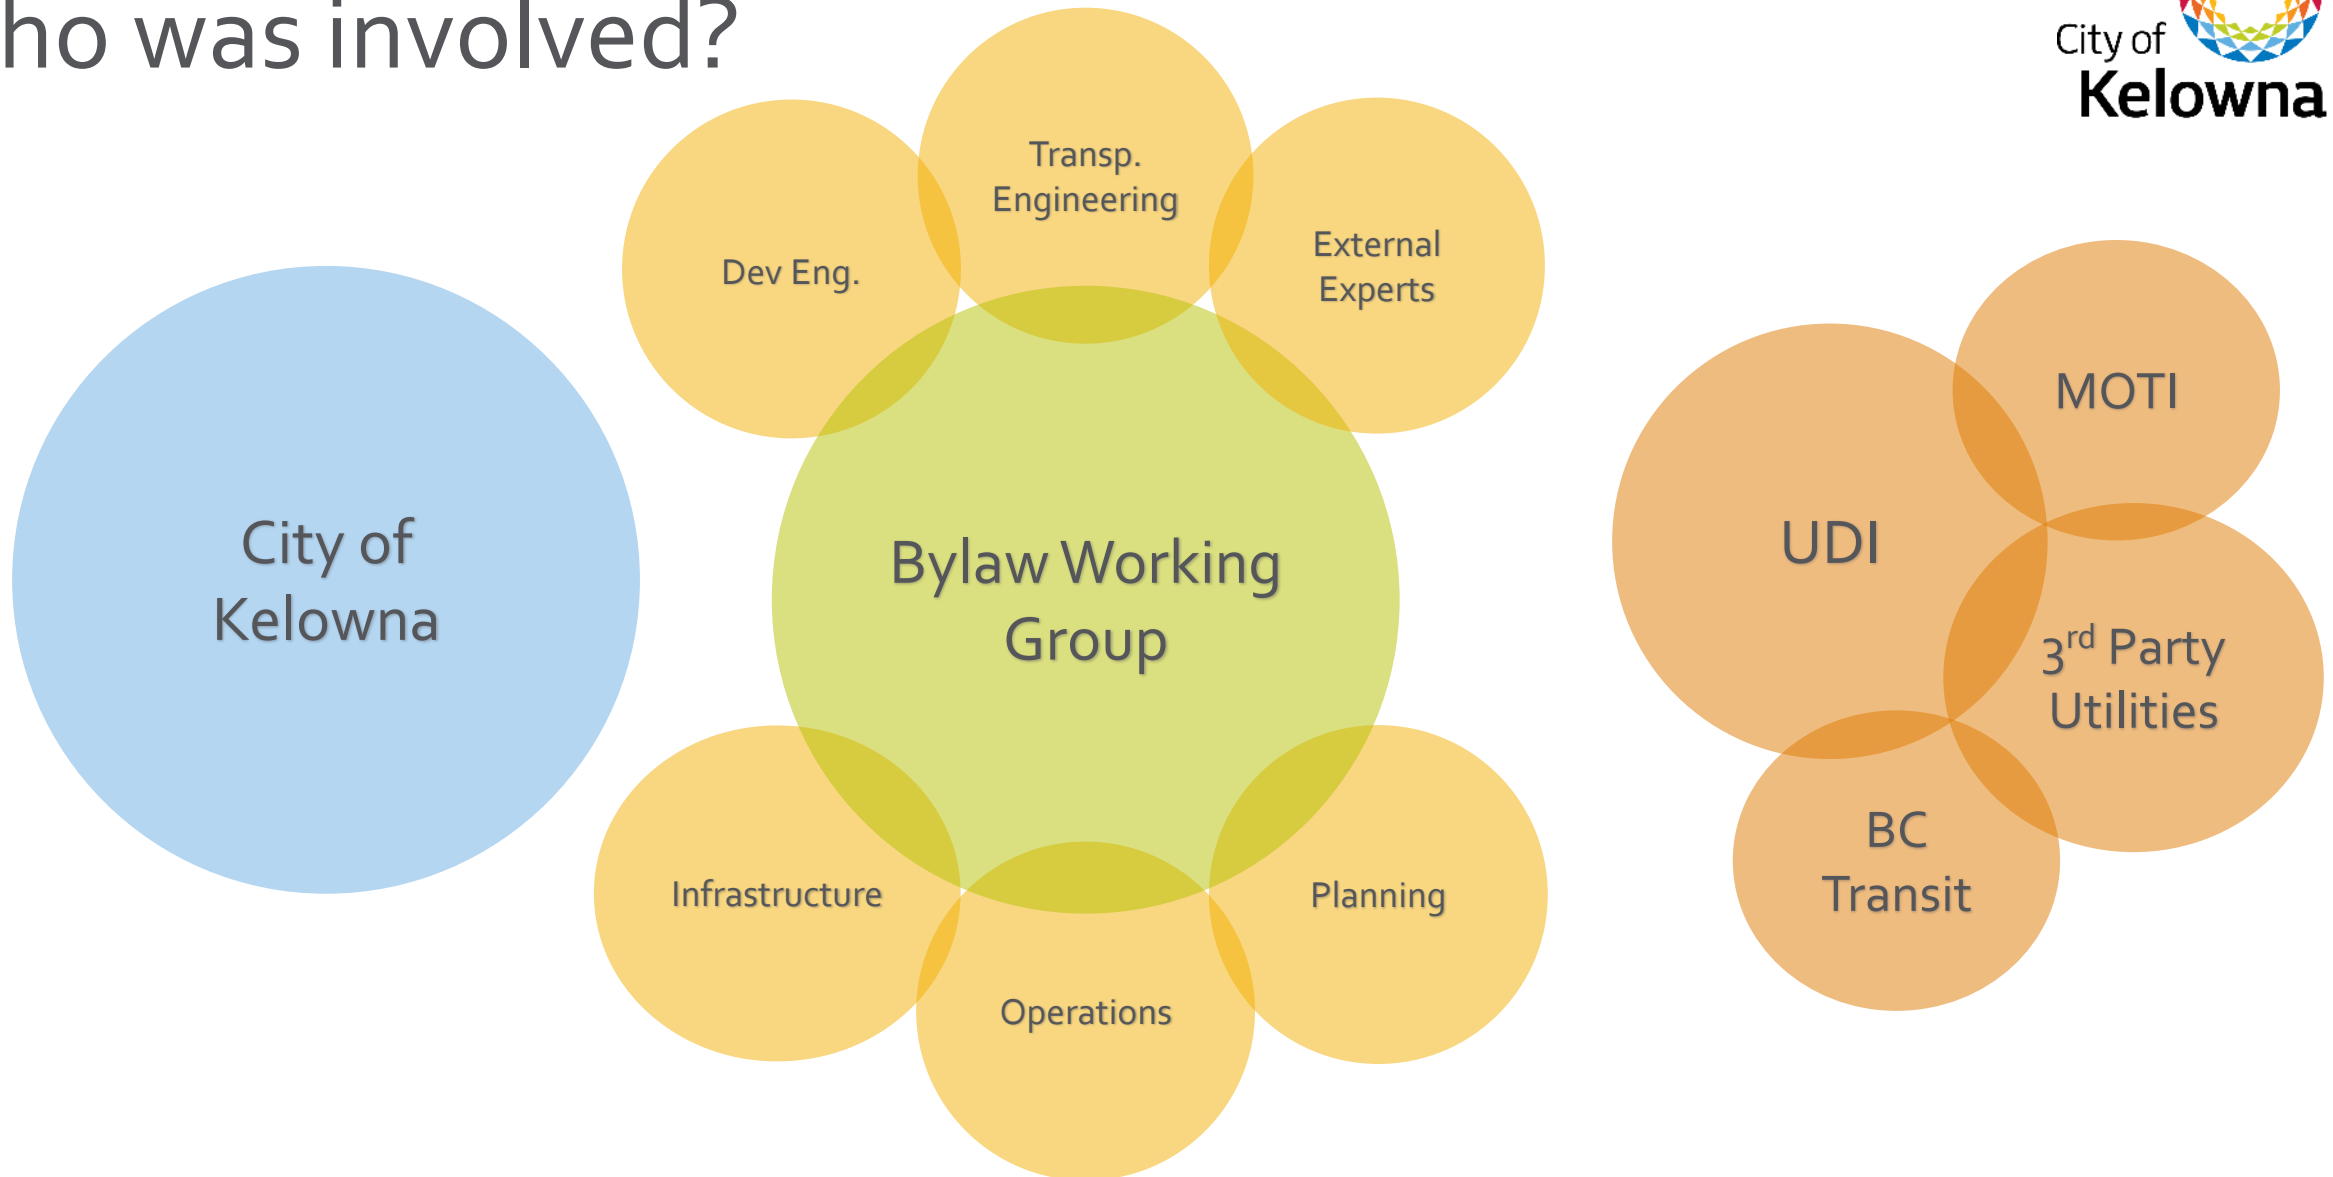 ho was involved?
City of
Kelowna
Transp.
Engineering
Dev Eng.
External
Experts
City of
Kelowna
Bylaw Working
Group
Infrastructure
Operations
Planning
UDI
MOTI
3rd Party
Utilities
BC
Transit